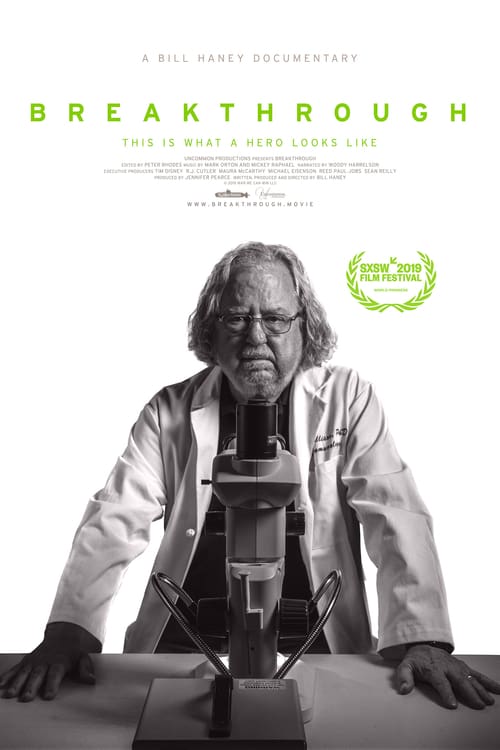 A BILL HANEY DOCUMENTARY
BREAKTHROUGH
THIS IS WHAT A HERO LOOKS LIKE
UNCOMMON PRODUCTIONS PRESENTS BREAKTHROUGH
EDITED BY PETER RHODES MUSIC BY MARK ORTON AND MICKEY RAPHAEL NARRATED BY WOODY HARRELSON
EXECUTIVE PRODUCERS TIM DISNEY R.J. CUTLER MAURA McCARTHY MICHAEL EISENSON REED PAUL-JOBS SEAN REILLY
PRODUCED BY JENNIFER PEARCE WRITTEN, PRODUCED AND DIRECTED BY BILL HANEY
WWW.BREAKTHROUGH.MOVIE
SXSW 2019
FILM FESTIVAL
WORLD PREMIERE